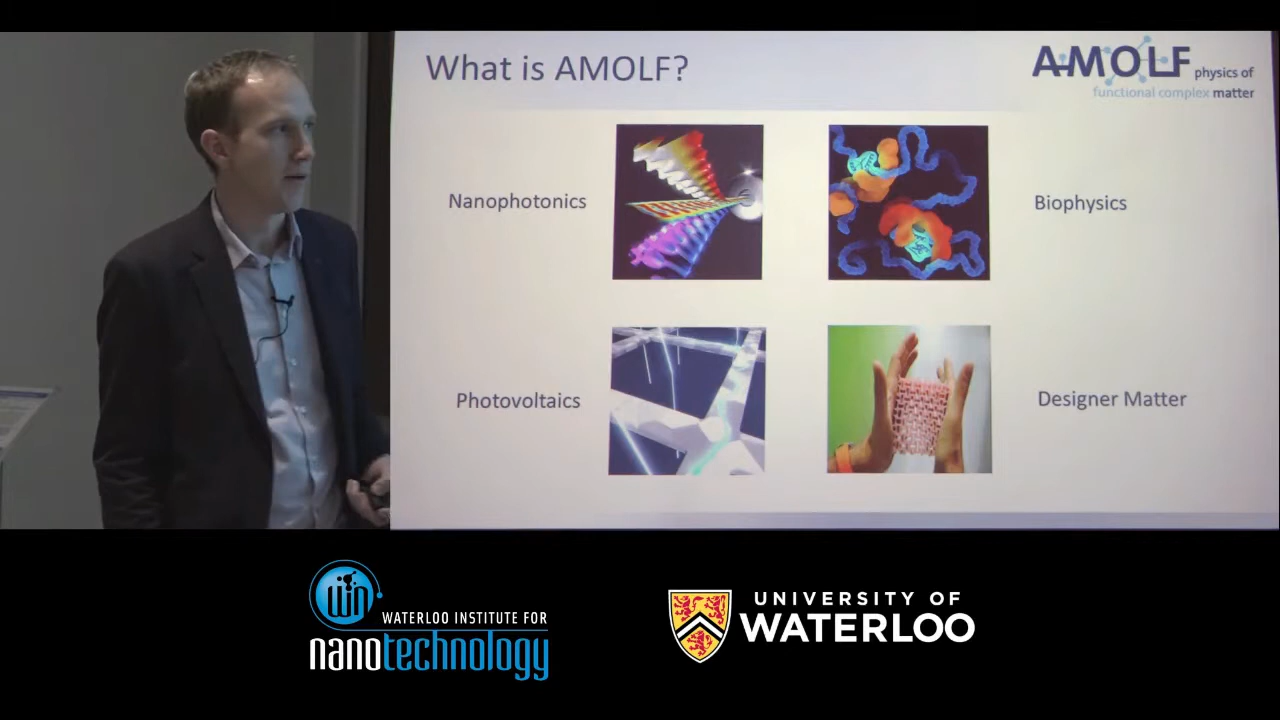 What is AMOLF?
AMOLF physics of
functional complex matter
Nanophotonics
Biophysics
Photovoltaics
Designer Matter
WATERLOO INSTITUTE FOR
nanotechnology
UNIVERSITY OF
WATERLOO